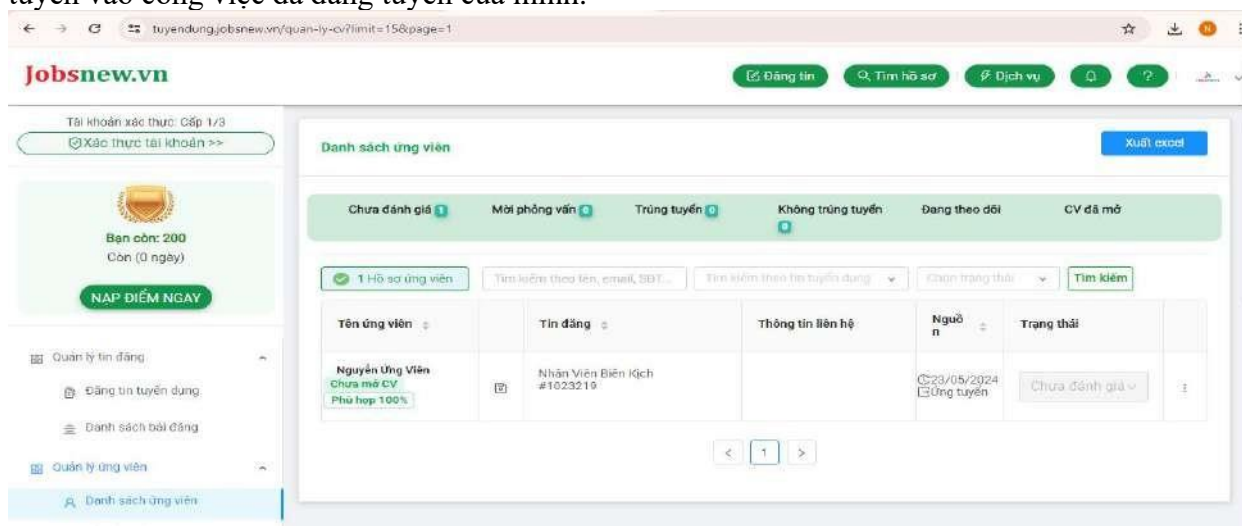 tuyển vào công việc đã đăng tuyển của mình.
tuyendung.jobsnew.vn/quan-ly-cv?limit=15&page=1
N
Jobsnew.vn
Đăng tin
Tìm hồ sơ
Dịch vụ
?
Tài khoản xác thực: Cấp 1/3
Xác thực tài khoản >>
Danh sách ứng viên
Xuất excel
Chưa đánh giá 1
Mời phỏng vấn 0
Trúng tuyển 0
Không trúng tuyển
0
Đang theo dõi
CV đã mở
Bạn còn: 200
Còn (0 ngày)
NẠP ĐIỂM NGAY
1 Hồ sơ ứng viên
Tìm kiếm theo tên, email, SĐT...
Tìm kiếm theo tin tuyển dụng
Chọn trạng thái
Tìm kiếm
Tên ứng viên
Tin đăng
Thông tin liên hệ
Nguồ
n
Trạng thái
Quản lý tin đăng
Đăng tin tuyển dụng
Danh sách bài đăng
Quản lý ứng viên
Danh sách ứng viên
Nguyễn Ứng Viên
Chưa mở CV
Phù hợp 100%
Nhân Viên Biên Kịch
#1023219
23/05/2024
Ứng tuyển
Chưa đánh giá
< 1 >